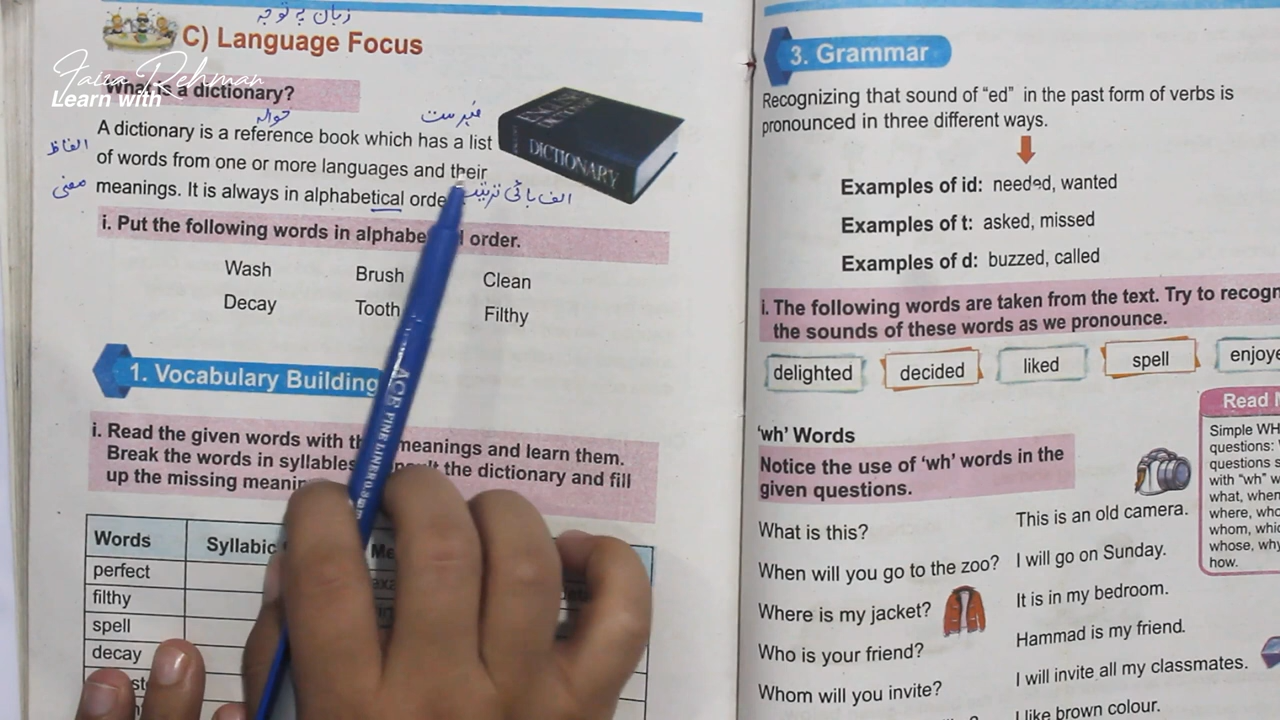 زبان پہ توجہ
C) Language Focus
Faiza Rehman
Learn with
What is a dictionary?
حوالہ
فہرست
A dictionary is a reference book which has a list
الفاظ
of words from one or more languages and their
معنی
meanings. It is always in alphabetical orde
الف بائی ترتیب
ENGLISH
DICTIONARY
i. Put the following words in alphabe l order.
Wash Brush Clean
Decay Tooth Filthy
1. Vocabulary Building
i. Read the given words with th meanings and learn them.
Break the words in syllables the dictionary and fill
up the missing meanin
Words Syllabic Me
perfect
filthy
spell
decay
ACE FINE LINER
3. Grammar
Recognizing that sound of “ed” in the past form of verbs is
pronounced in three different ways.
Examples of id: needed, wanted
Examples of t: asked, missed
Examples of d: buzzed, called
i. The following words are taken from the text. Try to recogn
the sounds of these words as we pronounce.
delighted decided liked spell enjoye
‘wh’ Words
Notice the use of ‘wh’ words in the
given questions.
What is this? This is an old camera.
When will you go to the zoo? I will go on Sunday.
Where is my jacket? It is in my bedroom.
Who is your friend? Hammad is my friend.
Whom will you invite? I will invite all my classmates.
I like brown colour.
Read
Simple WH
questions:
questions s
with "wh" w
what, when
where, who
whom, whic
whose, why
how.